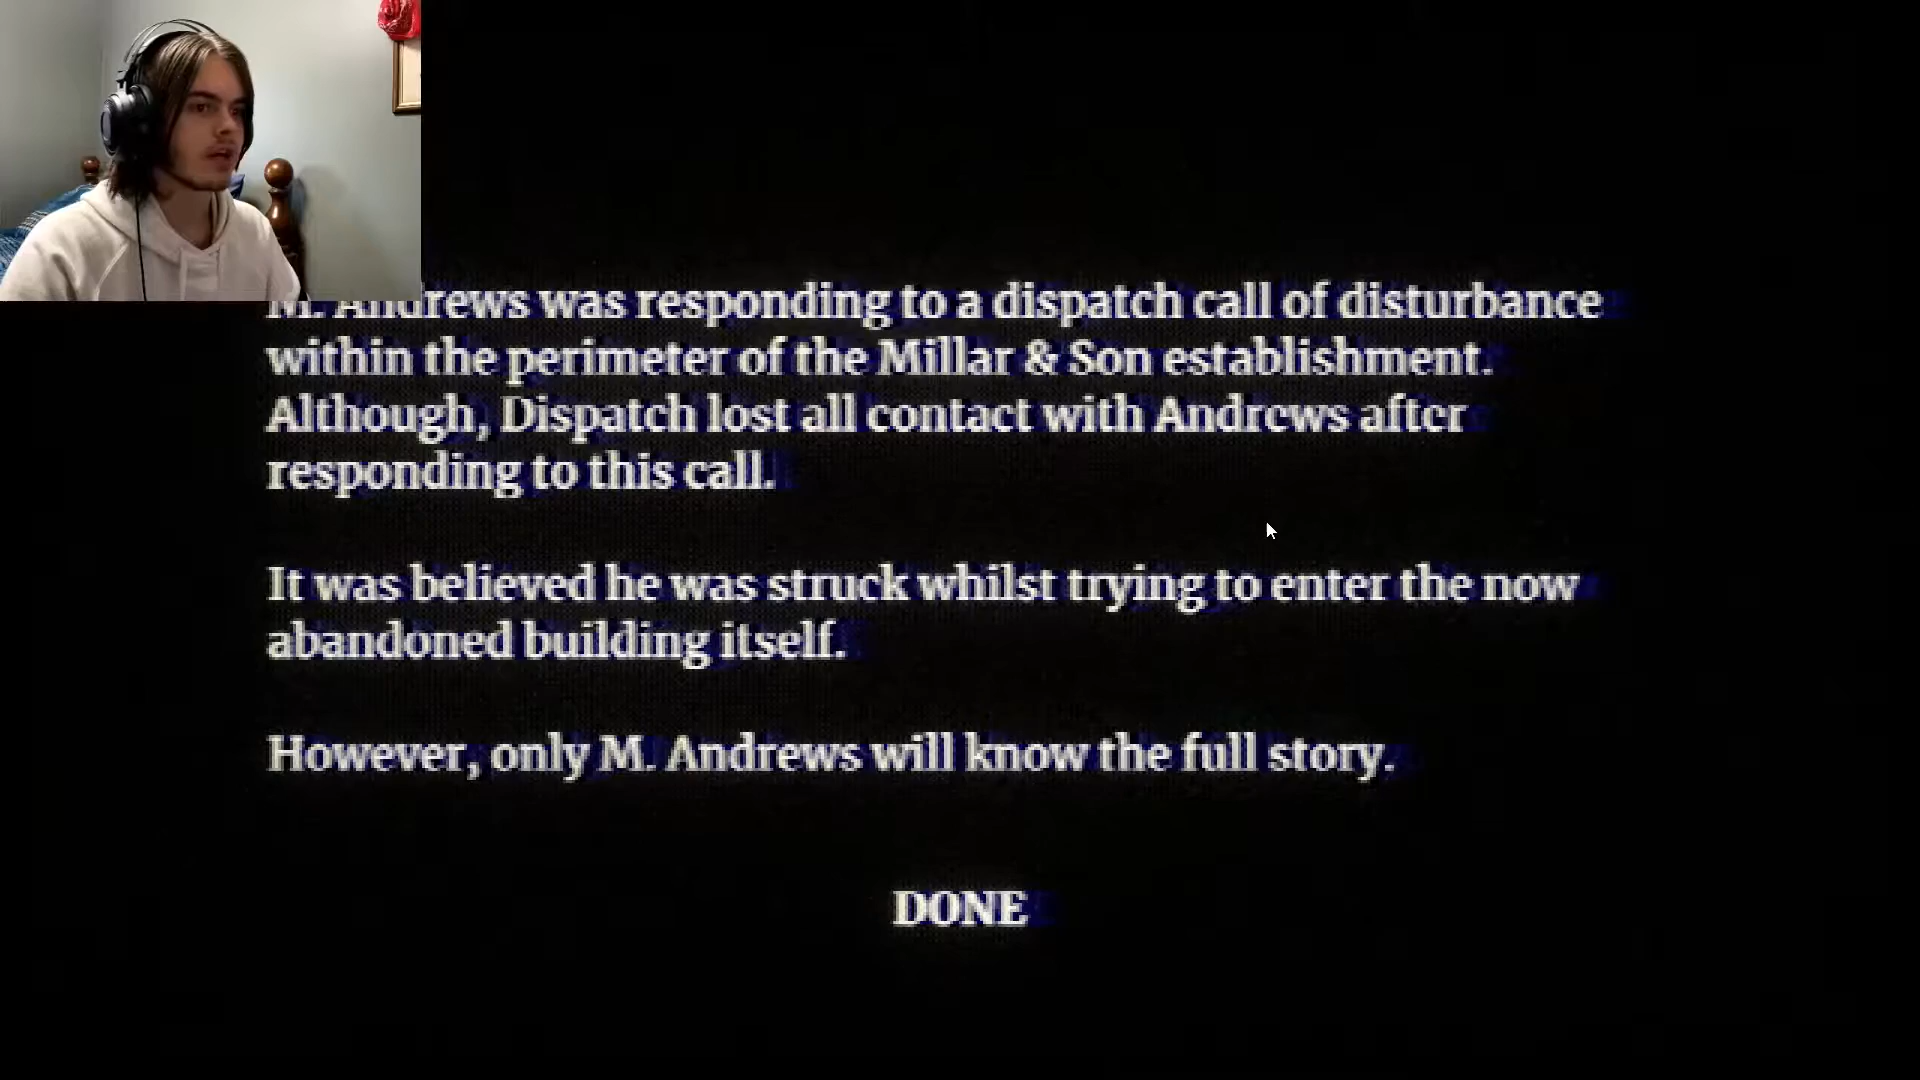 M. Andrews was responding to a dispatch call of disturbance
within the perimeter of the Millar & Son establishment.
Although, Dispatch lost all contact with Andrews after
responding to this call.
It was believed he was struck whilst trying to enter the now
abandoned building itself.
However, only M. Andrews will know the full story.
DONE